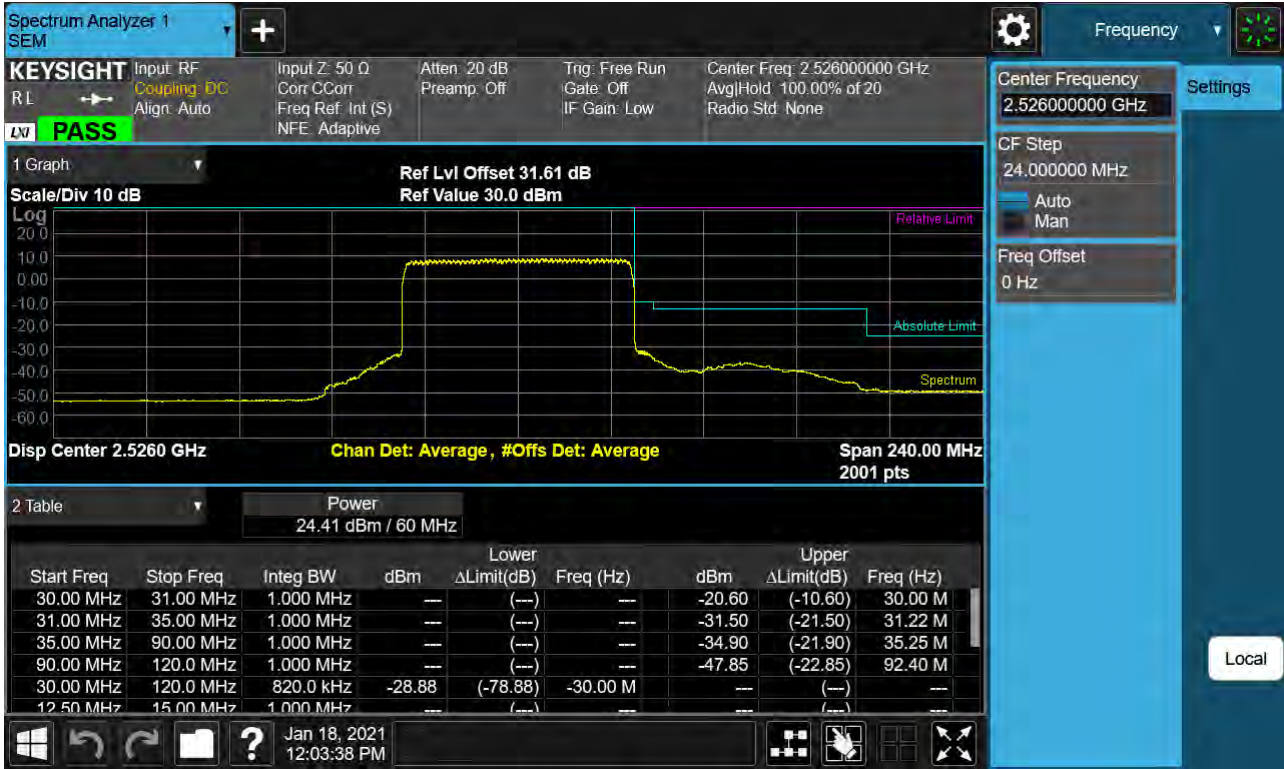 Spectrum Analyzer 1
SEM
Frequency
KEYSIGHT
RL
LXI PASS
Input: RF
Coupling: DC
Align: Auto
Input Z: 50 Ω
Corr CCorr
Freq Ref: Int (S)
NFE: Adaptive
Atten: 20 dB
Preamp: Off
Trig: Free Run
Gate: Off
IF Gain: Low
Center Freq: 2.526000000 GHz
Avg|Hold: 100.00% of 20
Radio Std: None
Center Frequency
2.526000000 GHz
Settings
CF Step
24.000000 MHz
Auto
Man
Freq Offset
0 Hz
Local
1 Graph
Scale/Div 10 dB
Ref Lvl Offset 31.61 dB
Ref Value 30.0 dBm
Log
20.0
10.0
0.00
-10.0
-20.0
-30.0
-40.0
-50.0
-60.0
Relative Limit
Absolute Limit
Spectrum
Disp Center 2.5260 GHz
Chan Det: Average, #Offs Det: Average
Span 240.00 MHz
2001 pts
2 Table
Power
24.41 dBm / 60 MHz
Lower Upper
Start Freq Stop Freq Integ BW dBm ΔLimit(dB) Freq (Hz) dBm ΔLimit(dB) Freq (Hz)
30.00 MHz 31.00 MHz 1.000 MHz --- (---) --- -20.60 (-10.60) 30.00 M
31.00 MHz 35.00 MHz 1.000 MHz --- (---) --- -31.50 (-21.50) 31.22 M
35.00 MHz 90.00 MHz 1.000 MHz --- (---) --- -34.90 (-21.90) 35.25 M
90.00 MHz 120.0 MHz 1.000 MHz --- (---) --- -47.85 (-22.85) 92.40 M
30.00 MHz 120.0 MHz 820.0 kHz -28.88 (-78.88) -30.00 M --- (---) ---
12.50 MHz 15.00 MHz 1.000 MHz --- (---) --- --- (---) ---
?
Jan 18, 2021
12:03:38 PM